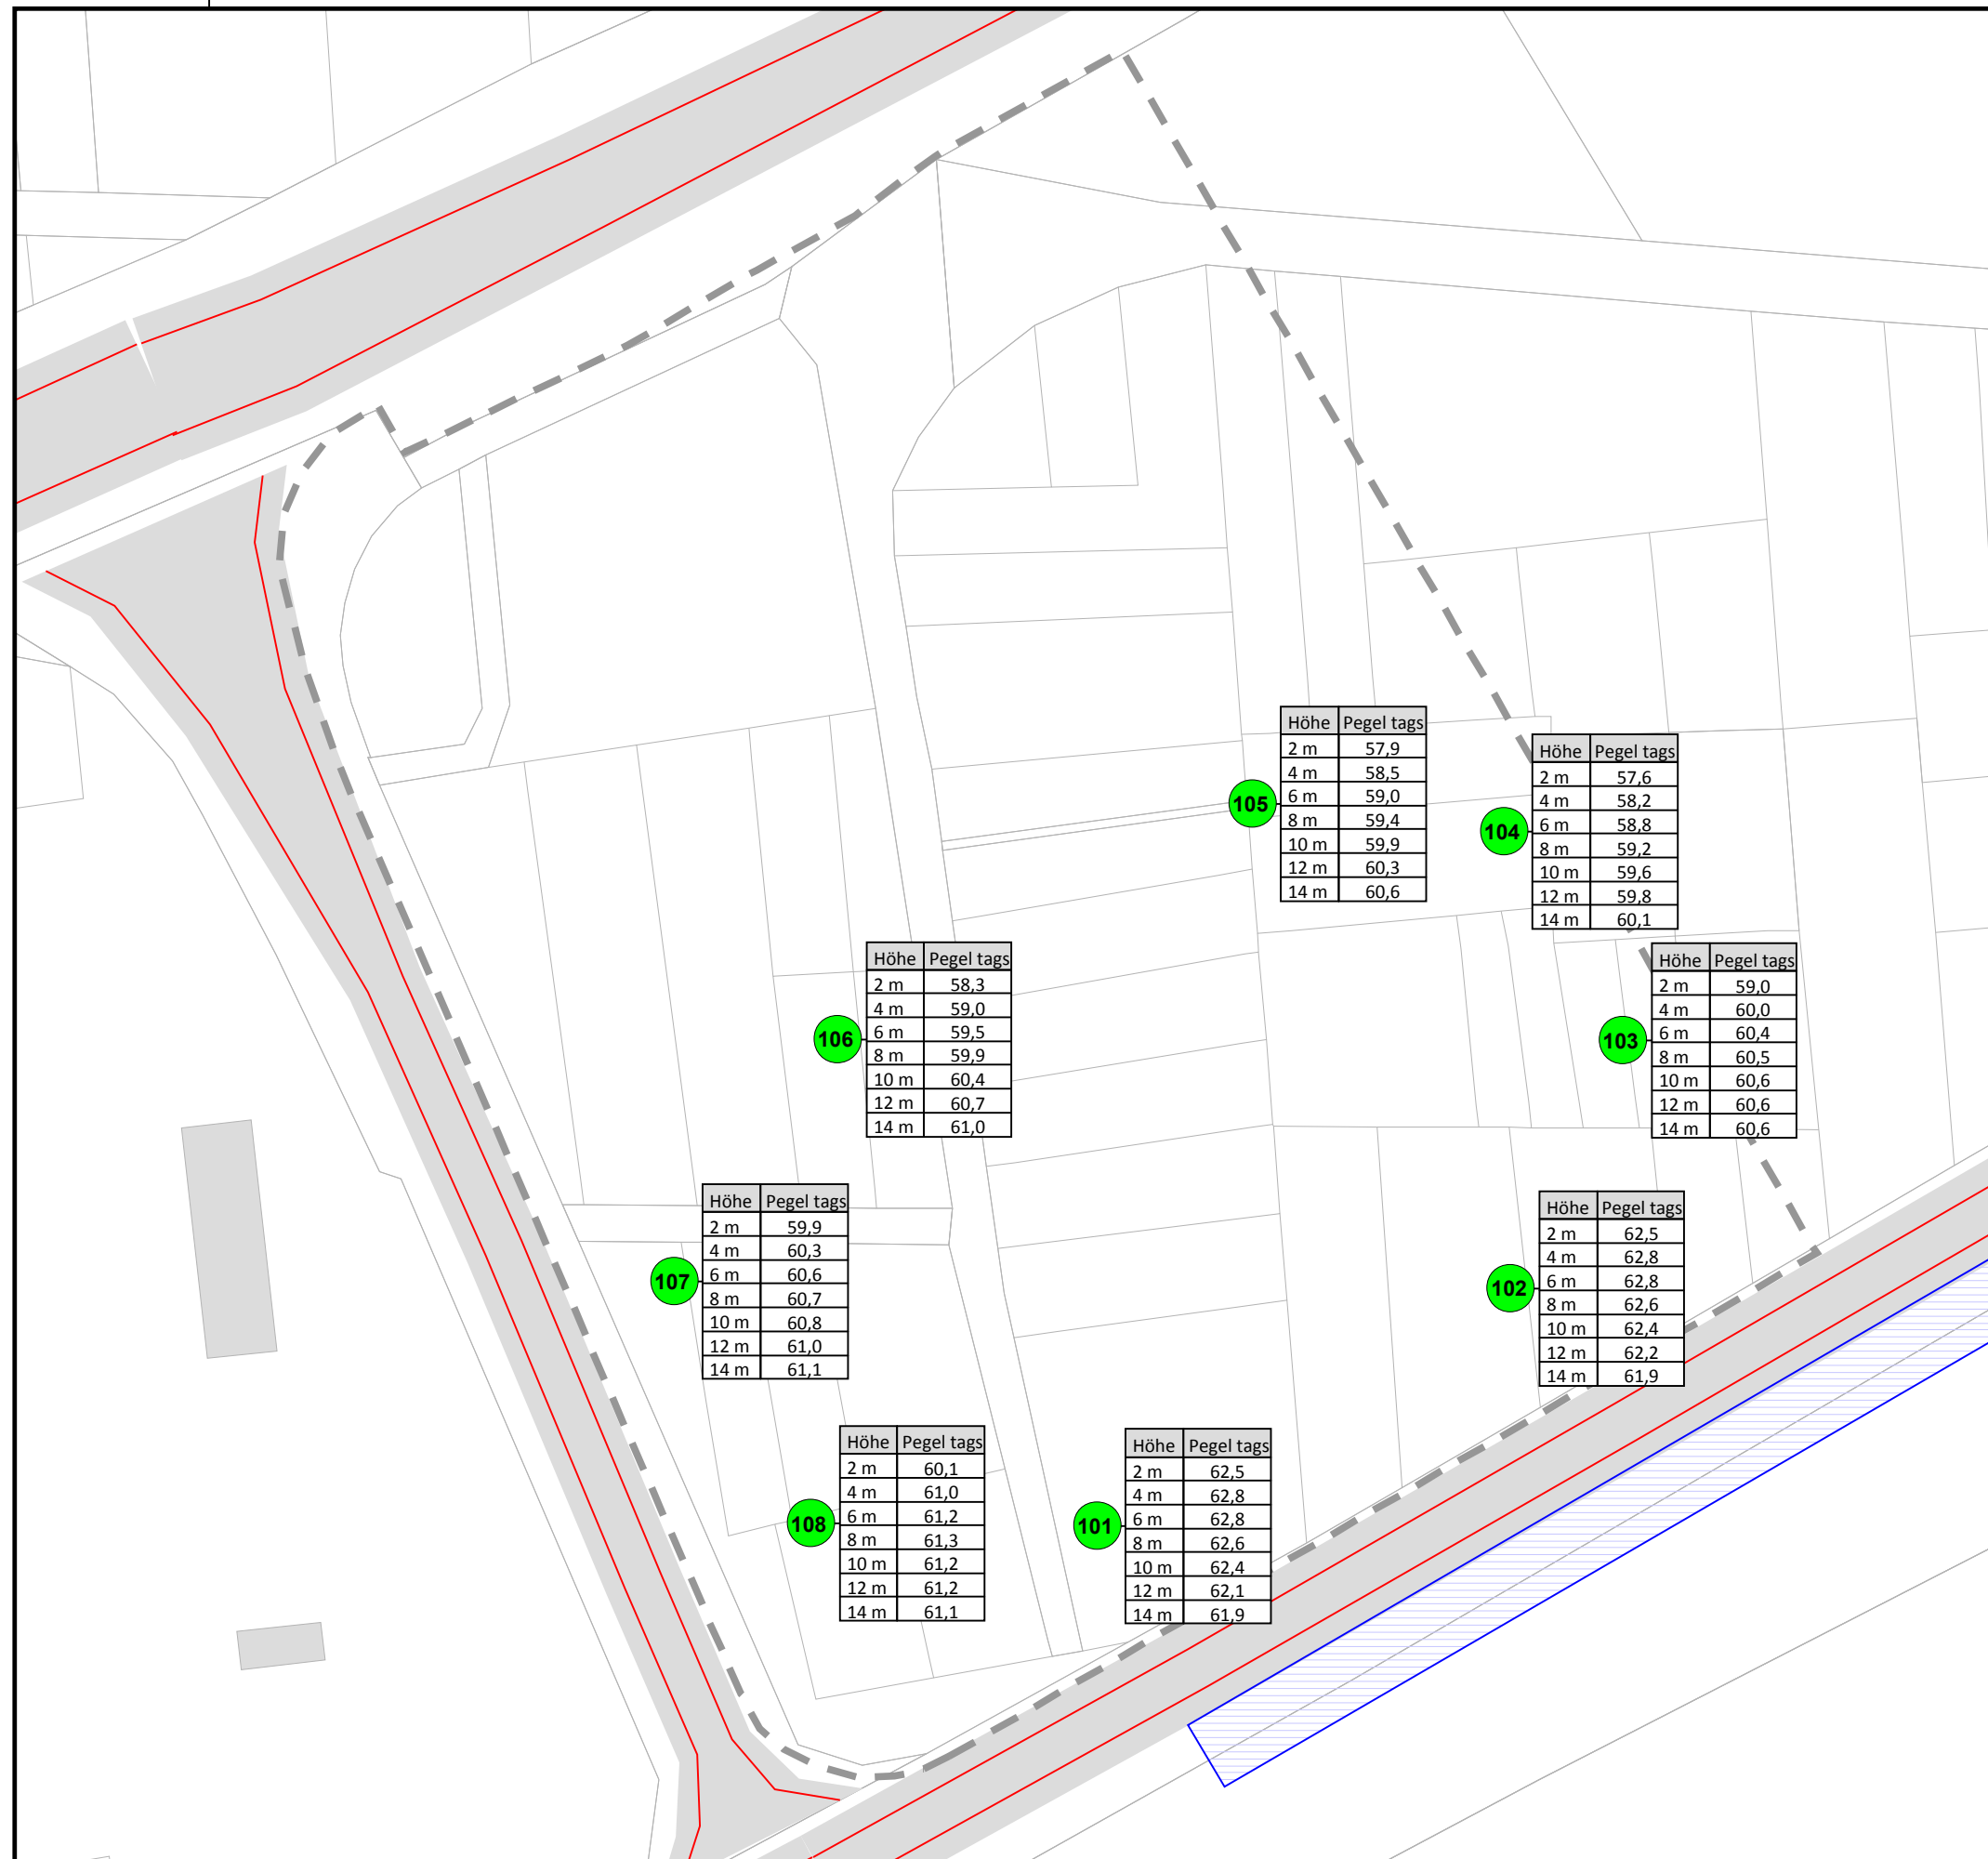 Höhe Pegel tags
2 m 57,9
4 m 58,5
6 m 59,0
105
8 m 59,4
10 m 59,9
12 m 60,3
14 m 60,6
Höhe Pegel tags
2 m 57,6
4 m 58,2
6 m 58,8
104
8 m 59,2
10 m 59,6
12 m 59,8
14 m 60,1
Höhe Pegel tags
2 m 58,3
4 m 59,0
6 m 59,5
106
8 m 59,9
10 m 60,4
12 m 60,7
14 m 61,0
Höhe Pegel tags
2 m 59,0
4 m 60,0
6 m 60,4
103
8 m 60,5
10 m 60,6
12 m 60,6
14 m 60,6
Höhe Pegel tags
2 m 59,9
4 m 60,3
6 m 60,6
107
8 m 60,7
10 m 60,8
12 m 61,0
14 m 61,1
Höhe Pegel tags
2 m 62,5
4 m 62,8
6 m 62,8
102
8 m 62,6
10 m 62,4
12 m 62,2
14 m 61,9
Höhe Pegel tags
2 m 60,1
4 m 61,0
6 m 61,2
108
8 m 61,3
10 m 61,2
12 m 61,2
14 m 61,1
Höhe Pegel tags
2 m 62,5
4 m 62,8
6 m 62,8
101
8 m 62,6
10 m 62,4
12 m 62,1
14 m 61,9